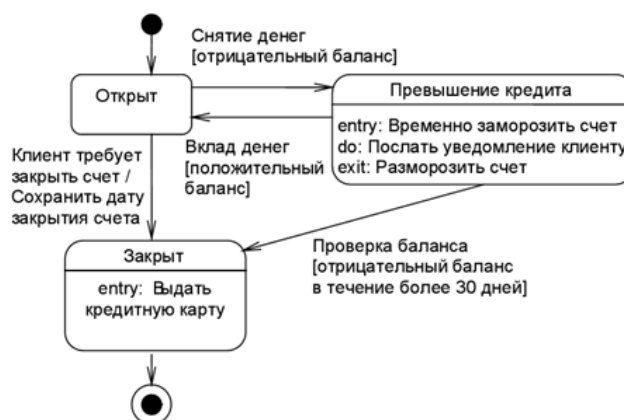 Снятие денег
[отрицательный баланс]
Открыт
Превышение кредита
entry: Временно заморозить счет
do: Послать уведомление клиенту
exit: Разморозить счет
Вклад денег
[положительный
баланс]
Клиент требует
закрыть счет /
Сохранить дату
закрытия счета
Проверка баланса
[отрицательный баланс
в течение более 30 дней]
Закрыт
entry: Выдать
кредитную карту